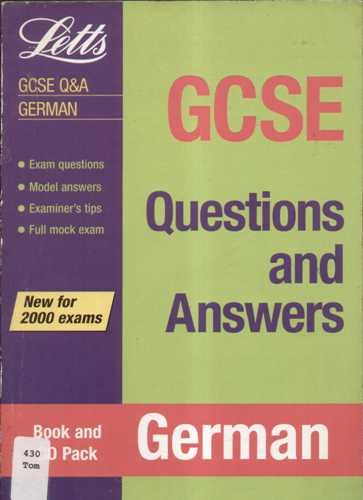 Letts
GCSE Q&A
GERMAN
• Exam questions
• Model answers
• Examiner's tips
• Full mock exam
New for
2000 exams
GCSE
Questions
and
Answers
Book and
Pack
German
430
Tom